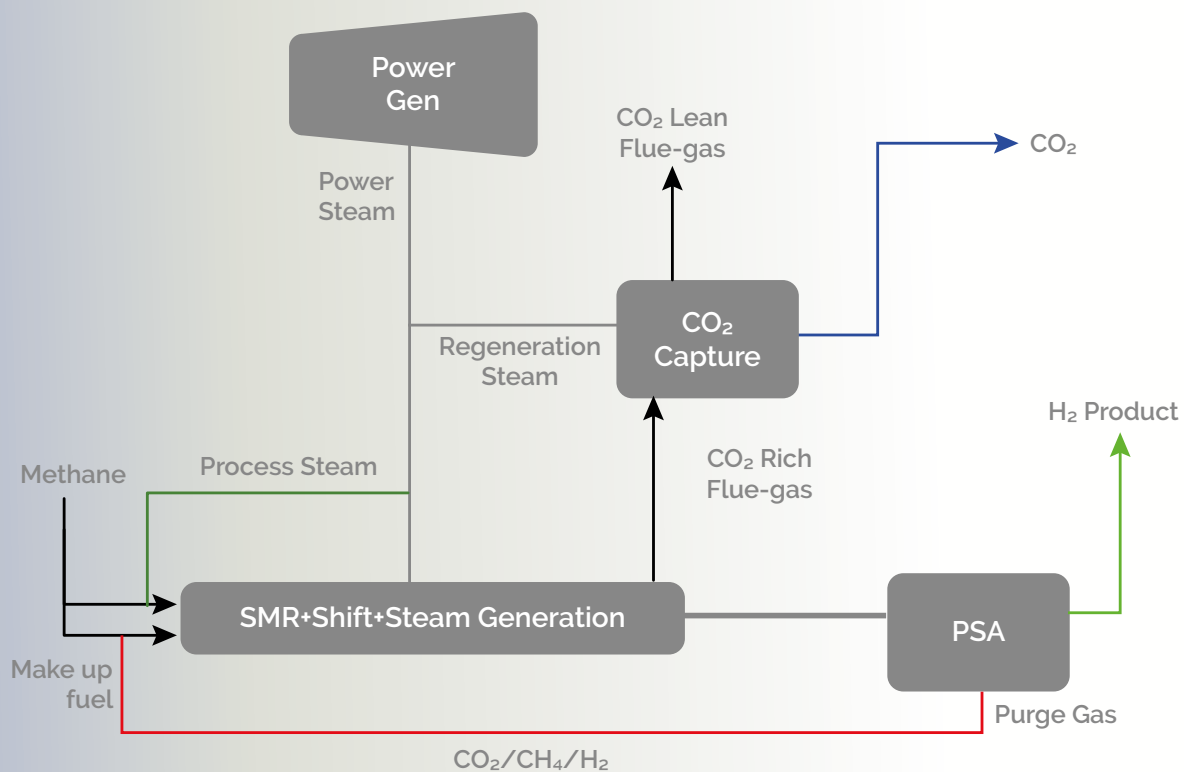 Power
Gen
CO₂ Lean
Flue-gas
CO₂
Power
Steam
CO₂
Capture
Regeneration
Steam
H₂ Product
Methane
Process Steam
CO₂ Rich
Flue-gas
SMR+Shift+Steam Generation
PSA
Make up
fuel
Purge Gas
CO₂/CH₄/H₂